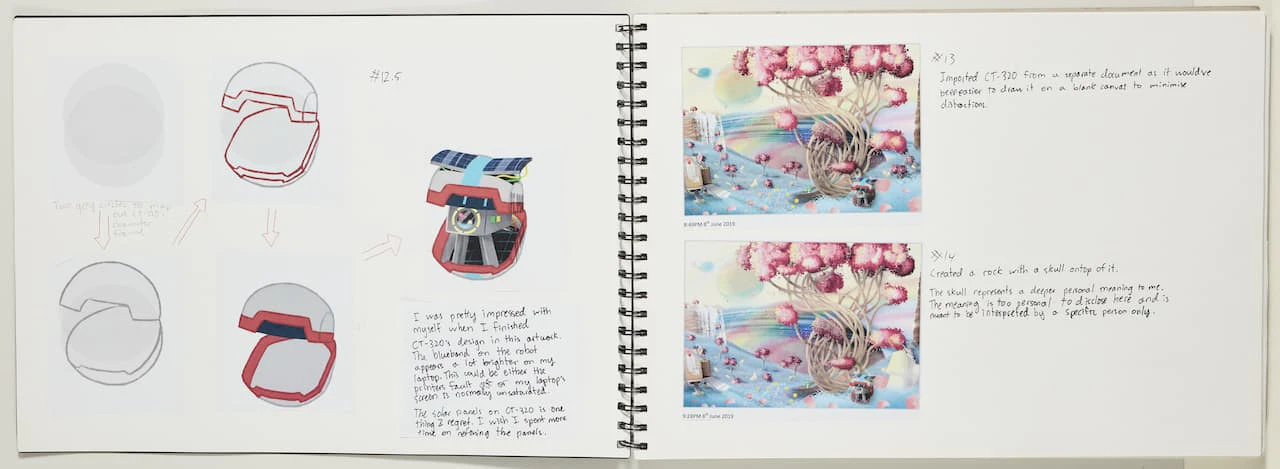 #12.5
Two grey circles to map
out CT-320's
character
frame
I was pretty impressed with
myself when I finished
CT-320's design in this artwork.
The blueband on the robot
appears a lot brighter on my
laptop. This could be either the
printers fault or my laptop's
screen is normally unsaturated.
The solar panels on CT-320 is one
thing I regret. I wish I spent more
time on refining the panels.
#13
Imported CT-320 from a separate document as it would've
been easier to draw it on a blank canvas to minimise
distractions.
8:49PM 8th June 2019
#14
Created a rock with a skull ontop of it.
The skull represents a deeper personal meaning to me.
The meaning is too personal to disclose here and is
meant to be interpreted by a specific person only.
9:28PM 8th June 2019